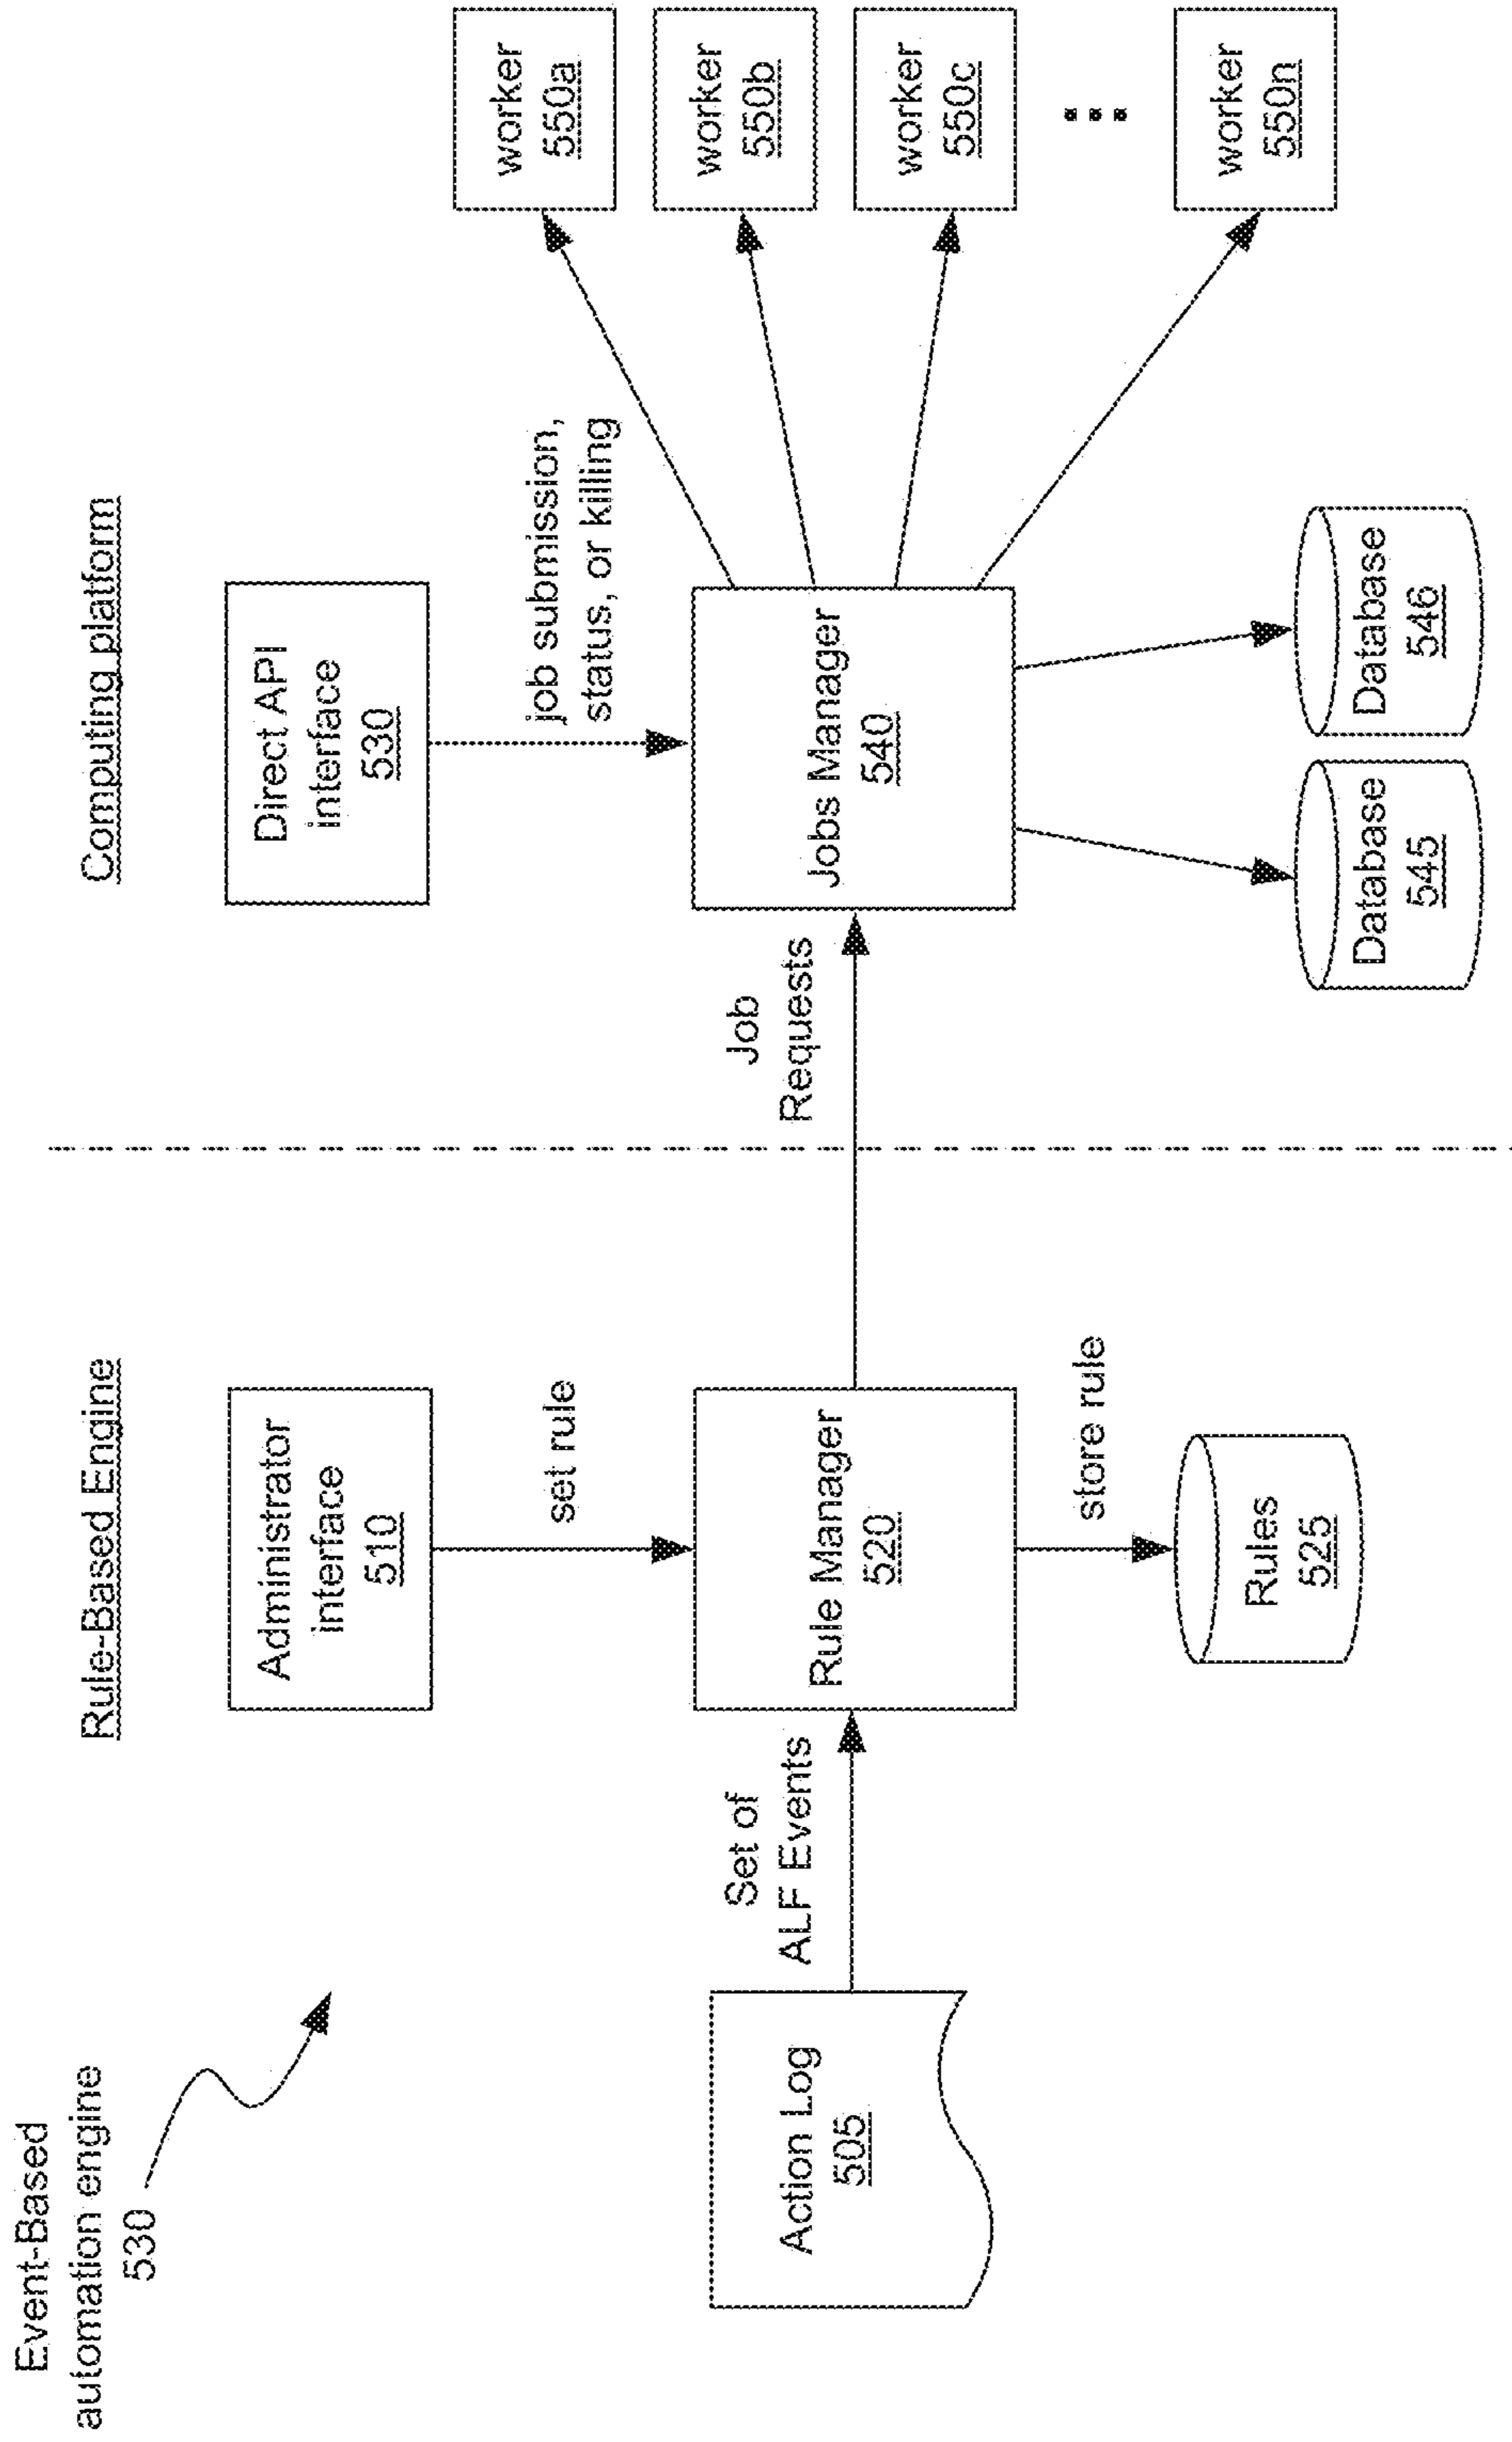 Event-Based
automation engine
530
Rule-Based Engine
Computing platform
Administrator
interface
510
set rule
Direct API
interface
530
job submission,
status, or killing
Action Log
505
Set of
ALF Events
Rule Manager
520
Job
Requests
Jobs Manager
540
worker
550a
worker
550b
worker
550c
worker
550n
store rule
Rules
525
Database
545
Database
546